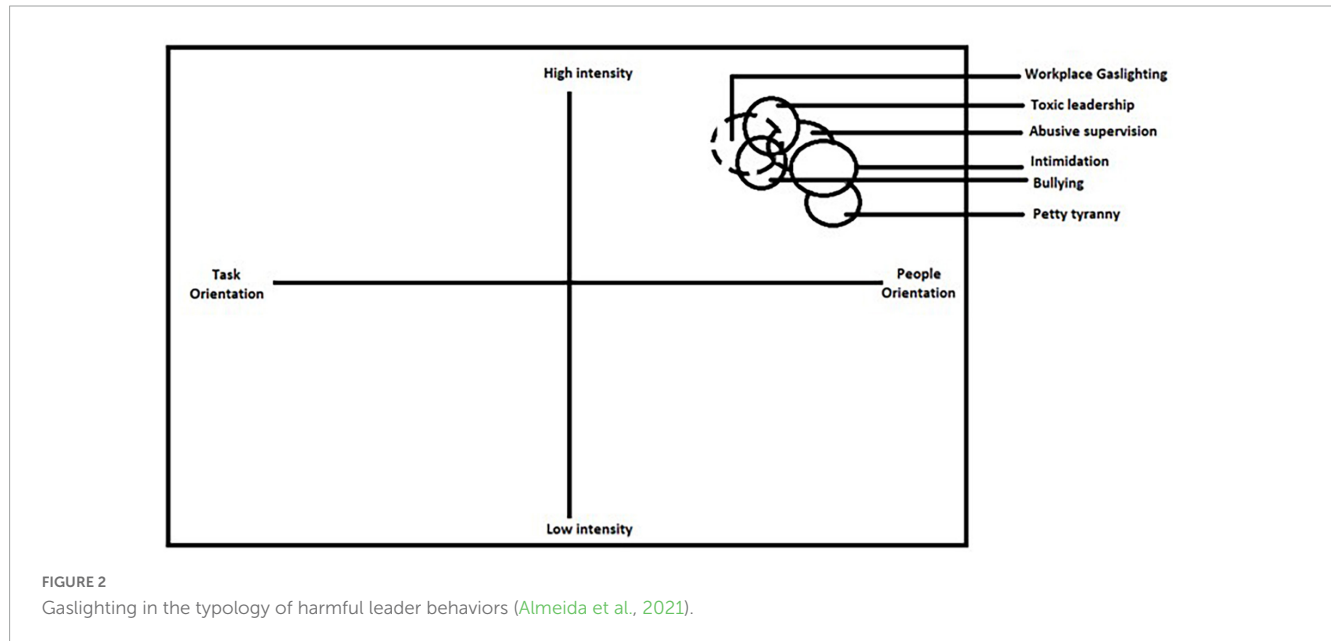 High intensity
Workplace Gaslighting
Toxic leadership
Abusive supervision
Intimidation
Bullying
Petty tyranny
Task
Orientation
People
Orientation
Low intensity
FIGURE 2
Gaslighting in the typology of harmful leader behaviors (Almeida et al., 2021).